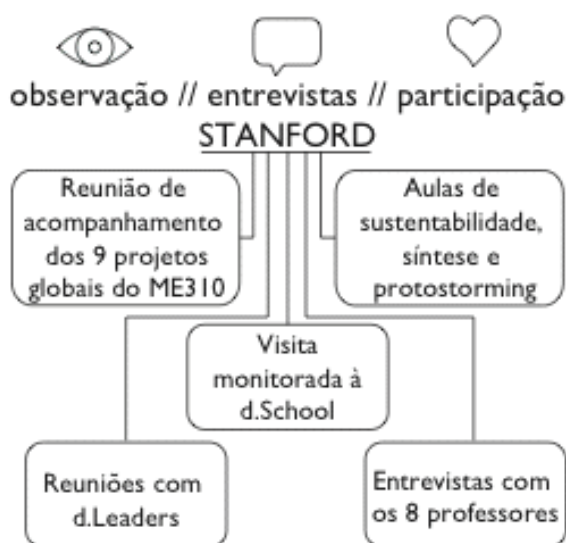 observação // entrevistas // participação
STANFORD
Reunião de
acompanhamento
dos 9 projetos
globais do ME310
Aulas de
sustentabilidade,
síntese e
protostorming
Visita
monitorada à
d.School
Reuniões com
d.Leaders
Entrevistas com
os 8 professores